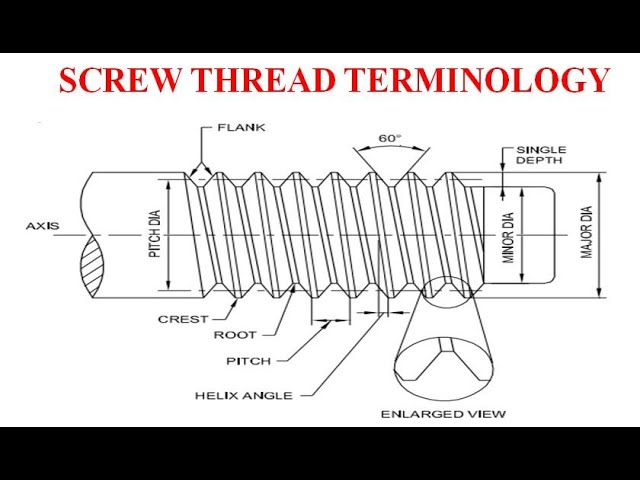 SCREW THREAD TERMINOLOGY
FLANK
60°
SINGLE
DEPTH
AXIS
PITCH DIA
MINOR DIA
MAJOR DIA
CREST
ROOT
PITCH
HELIX ANGLE
ENLARGED VIEW